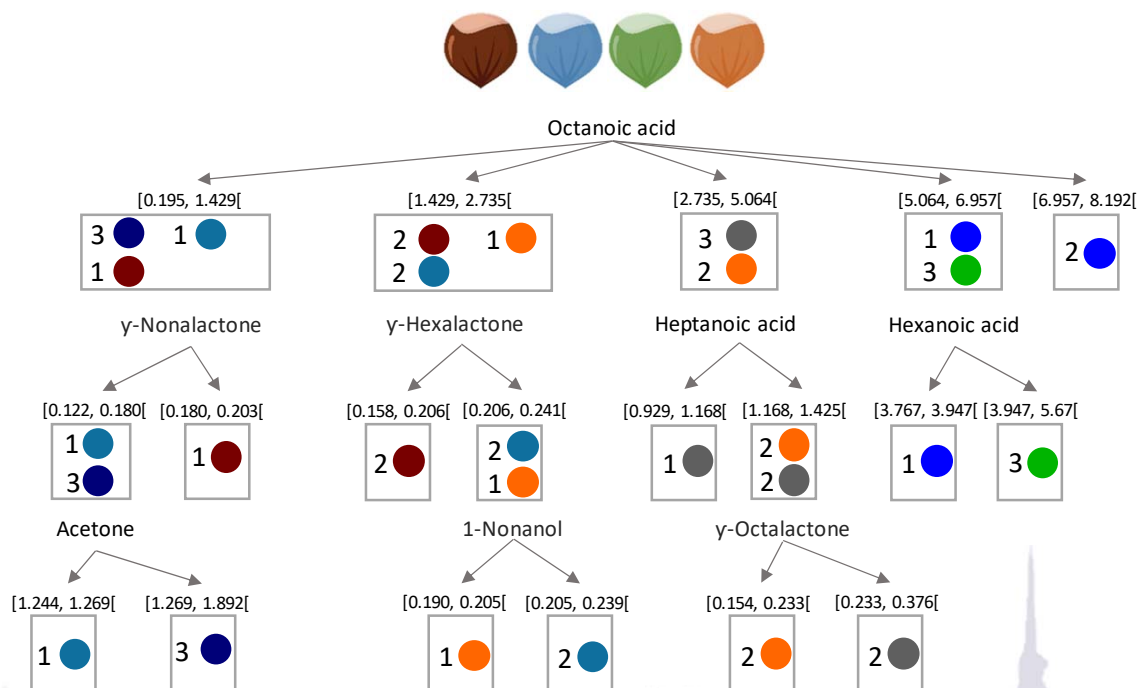 Octanoic acid
[0.195, 1.429[ [1.429, 2.735[ [2.735, 5.064[ [5.064, 6.957[ [6.957, 8.192[
3 1 2 1 3 1 2
1 2 2 3
y-Nonalactone y-Hexalactone Heptanoic acid Hexanoic acid
[0.122, 0.180[ [0.180, 0.203[ [0.158, 0.206[ [0.206, 0.241[ [0.929, 1.168[ [1.168, 1.425[ [3.767, 3.947[ [3.947, 5.67[
1 1 2 2 1 2 1 3
3 1 2
Acetone 1-Nonanol y-Octalactone
[1.244, 1.269[ [1.269, 1.892[ [0.190, 0.205[ [0.205, 0.239[ [0.154, 0.233[ [0.233, 0.376[
1 3 1 2 2 2